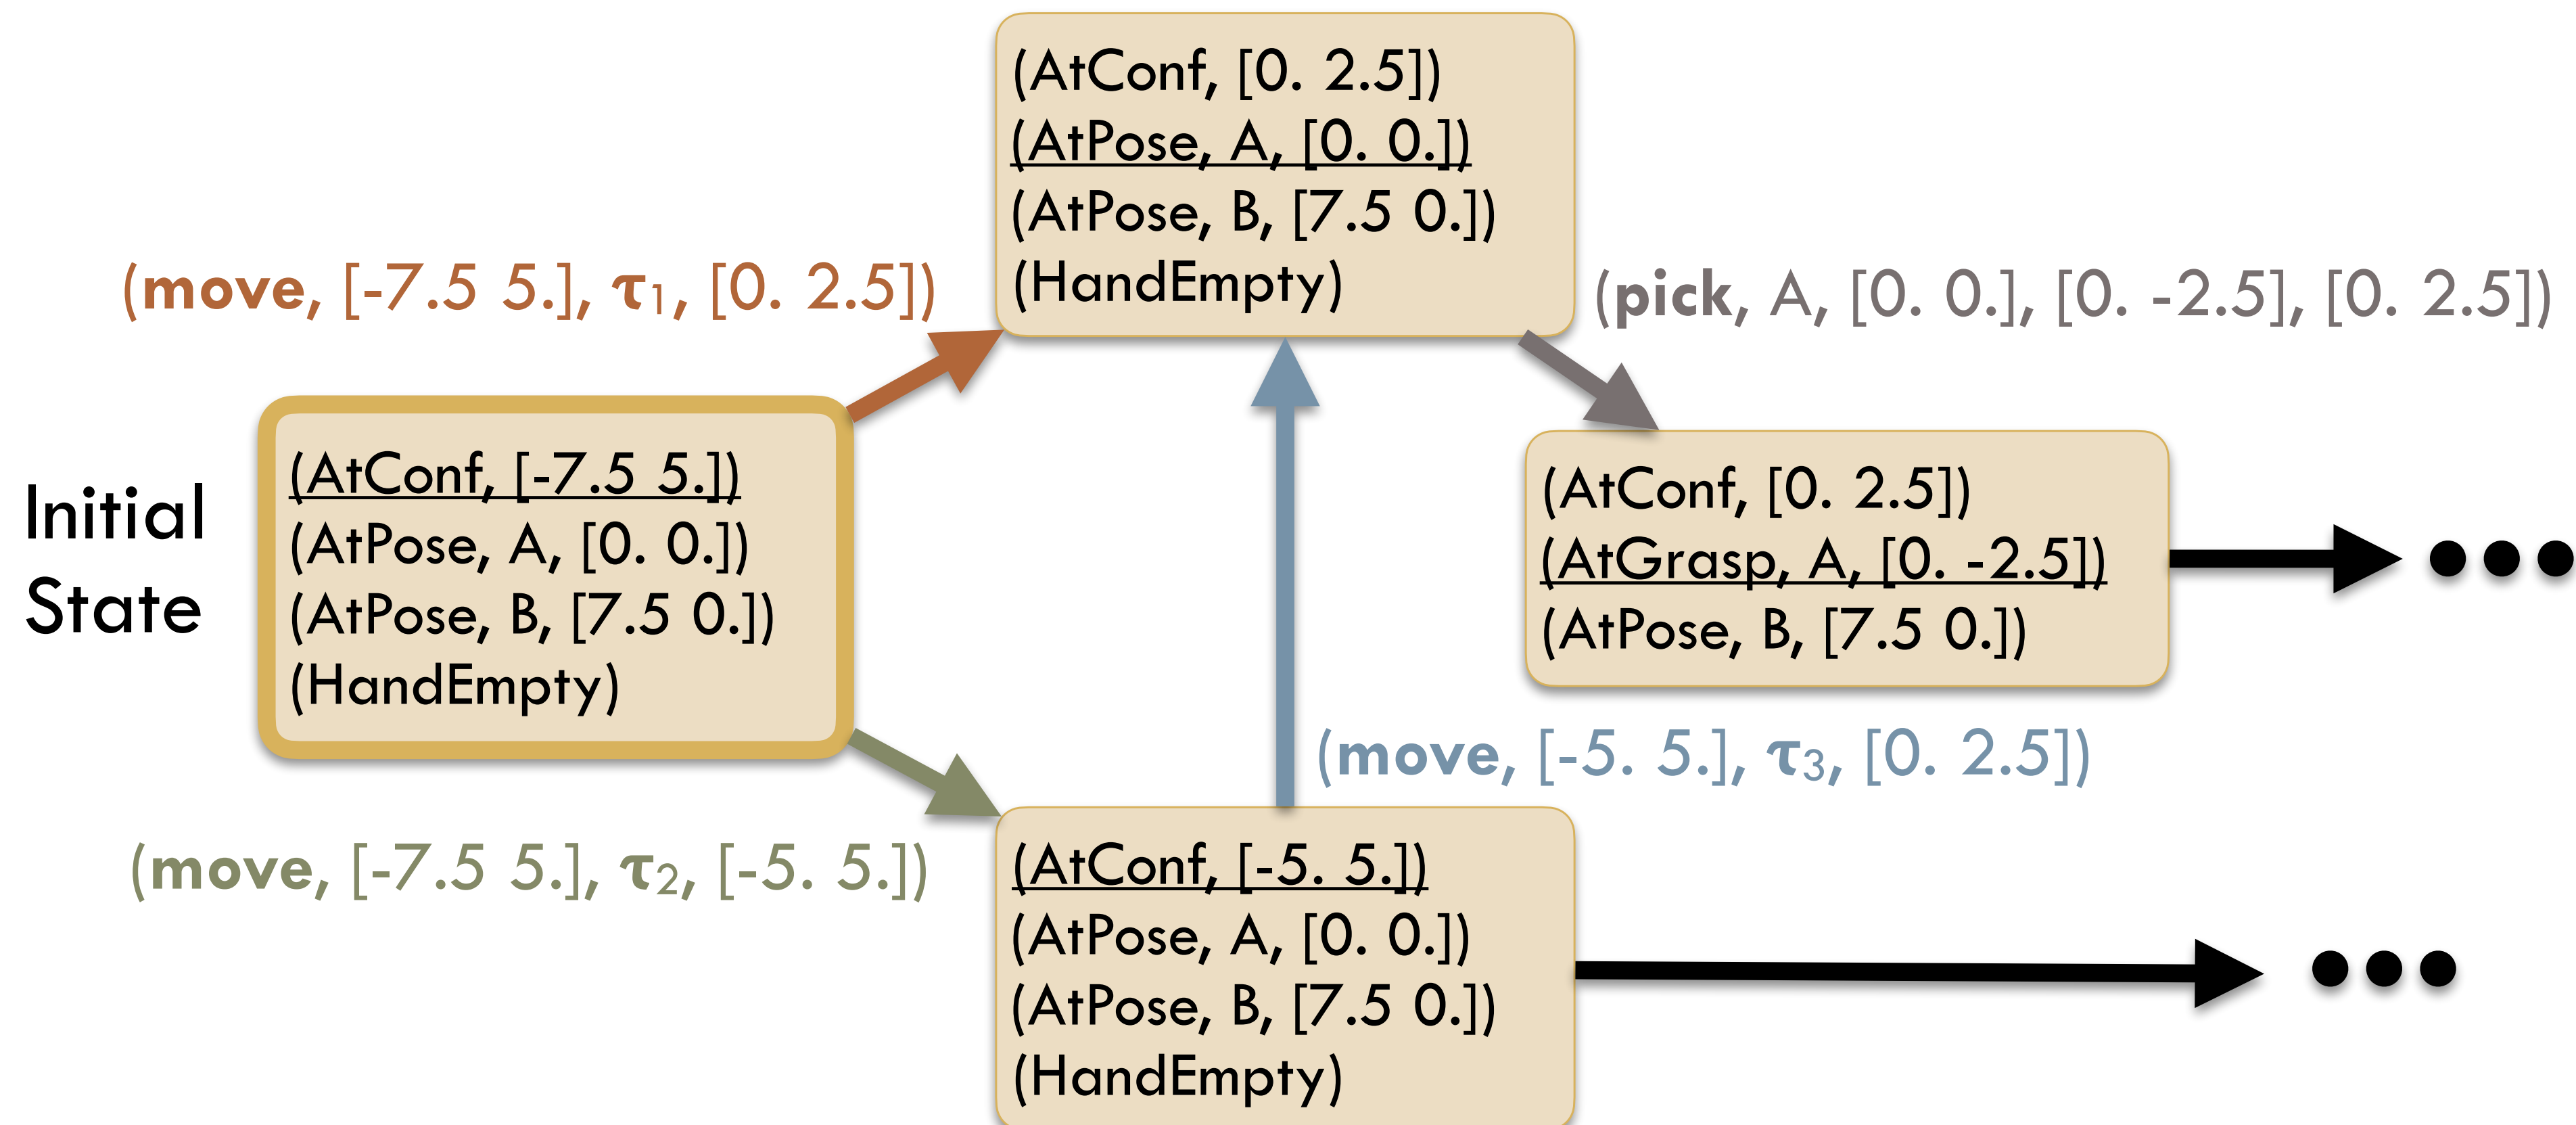 (AtConf, [0. 2.5])
(AtPose, A, [0. 0.])
(AtPose, B, [7.5 0.])
(HandEmpty)
(move, [-7.5 5.], τ₁, [0. 2.5])
(pick, A, [0. 0.], [0. -2.5], [0. 2.5])
Initial
State
(AtConf, [-7.5 5.])
(AtPose, A, [0. 0.])
(AtPose, B, [7.5 0.])
(HandEmpty)
(AtConf, [0. 2.5])
(AtGrasp, A, [0. -2.5])
(AtPose, B, [7.5 0.])
(move, [-5. 5.], τ₃, [0. 2.5])
(move, [-7.5 5.], τ₂, [-5. 5.])
(AtConf, [-5. 5.])
(AtPose, A, [0. 0.])
(AtPose, B, [7.5 0.])
(HandEmpty)